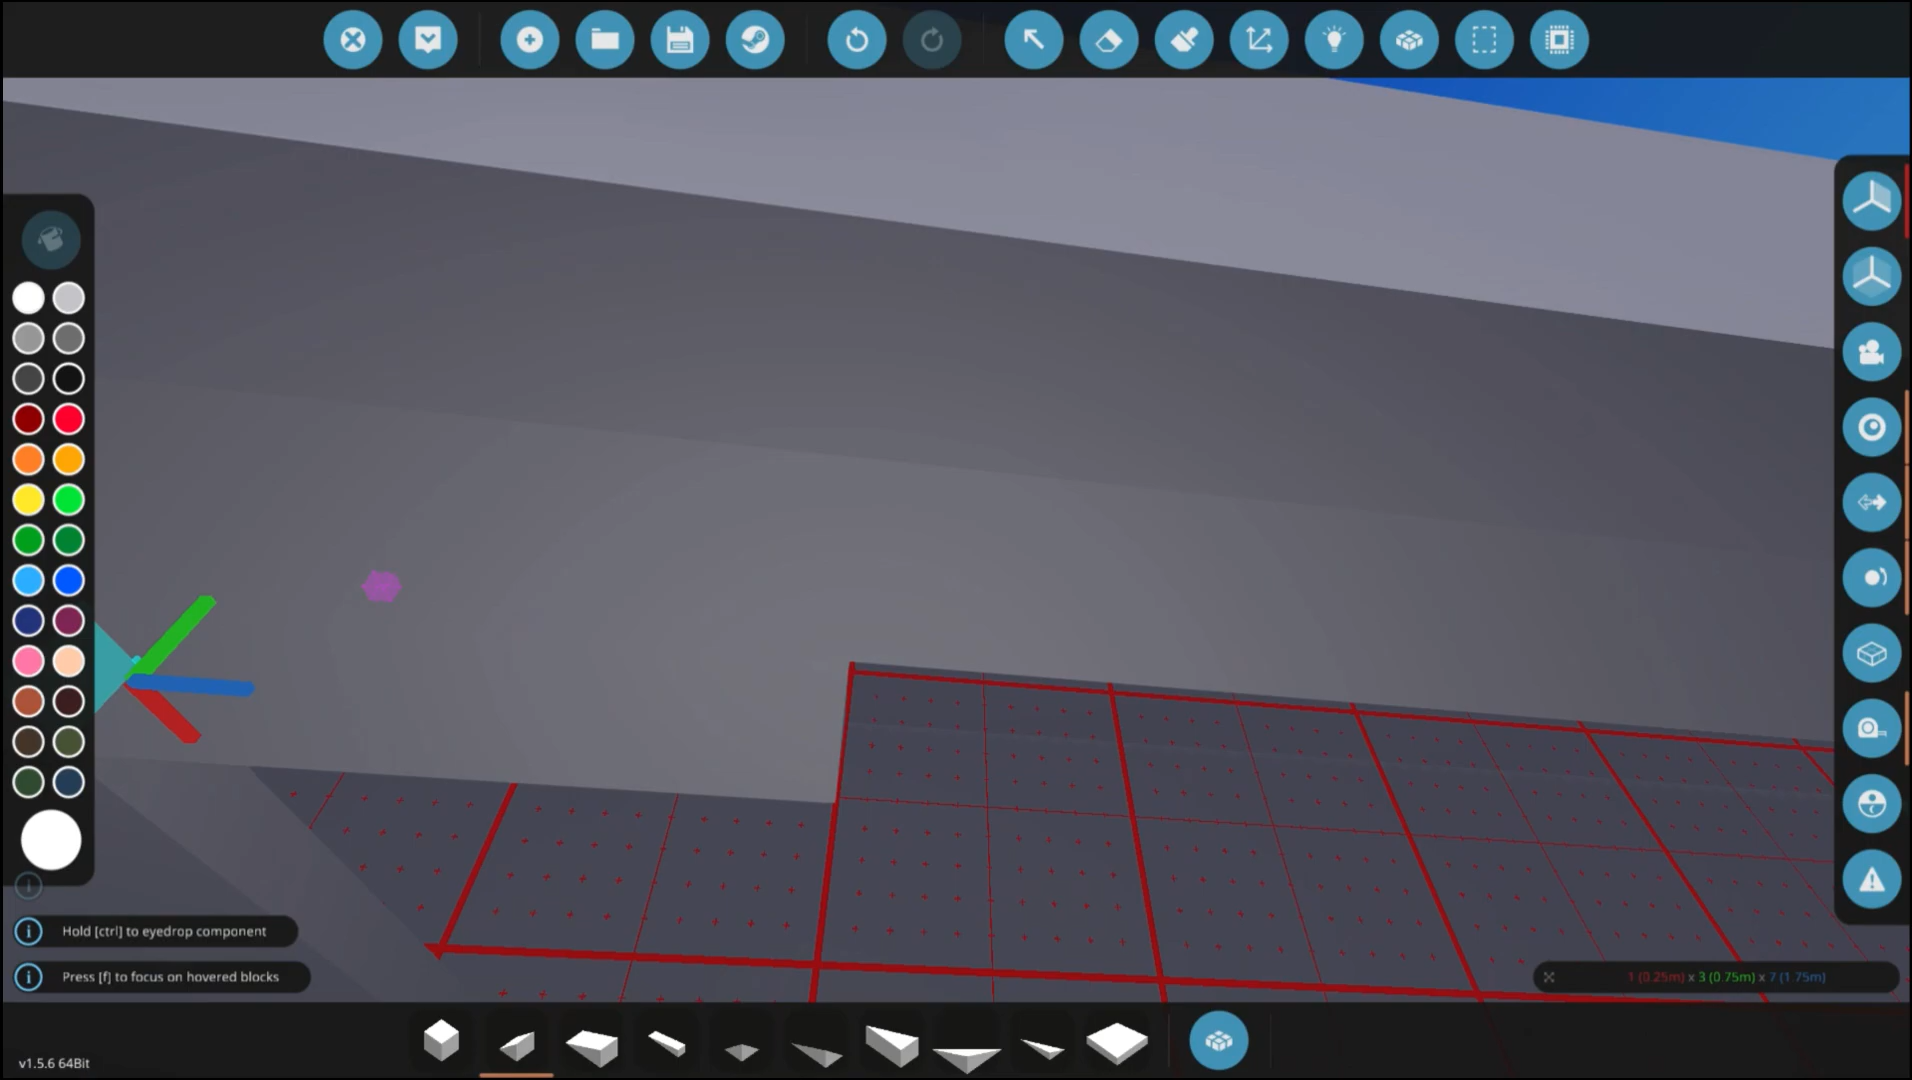 Hold [ctrl] to eyedrop component
Press [f] to focus on hovered blocks
1 (0.25m) x 3 (0.75m) x 7 (1.75m)
v1.5.6 64Bit